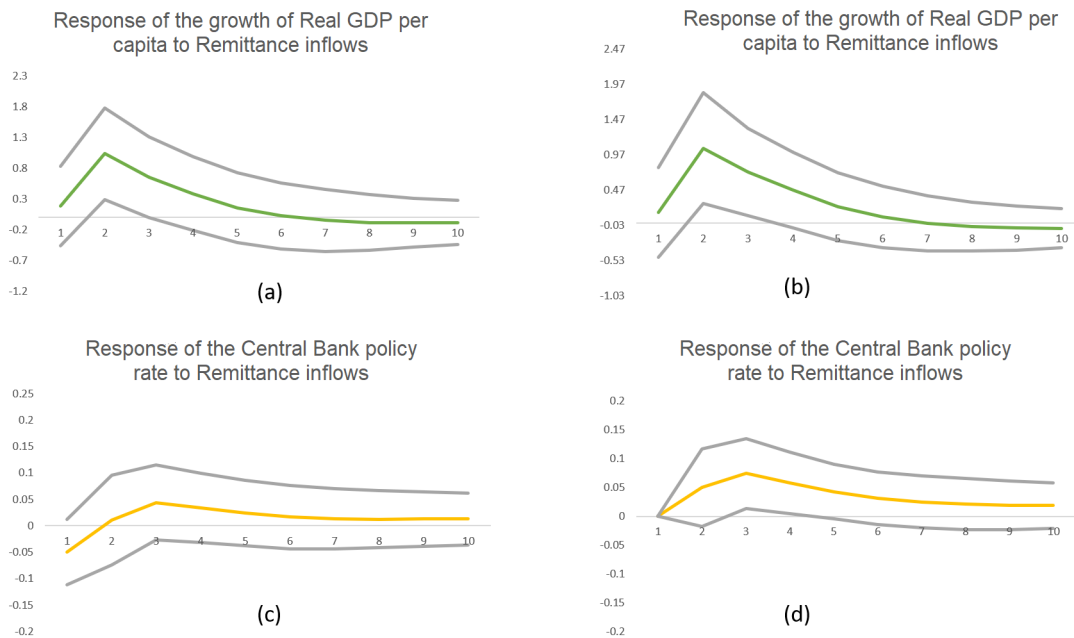 Response of the growth of Real GDP per
capita to Remittance inflows
2.3
1.8
1.3
0.8
0.3
-0.2
-0.7
-1.2
1 2 3 4 5 6 7 8 9 10
(a)
Response of the growth of Real GDP per
capita to Remittance inflows
2.47
1.97
1.47
0.97
0.47
-0.03
-0.53
-1.03
1 2 3 4 5 6 7 8 9 10
(b)
Response of the Central Bank policy
rate to Remittance inflows
0.25
0.2
0.15
0.1
0.05
0
-0.05
-0.1
-0.15
-0.2
1 2 3 4 5 6 7 8 9 10
(c)
Response of the Central Bank policy
rate to Remittance inflows
0.2
0.15
0.1
0.05
0
-0.05
-0.1
-0.15
-0.2
1 2 3 4 5 6 7 8 9 10
(d)